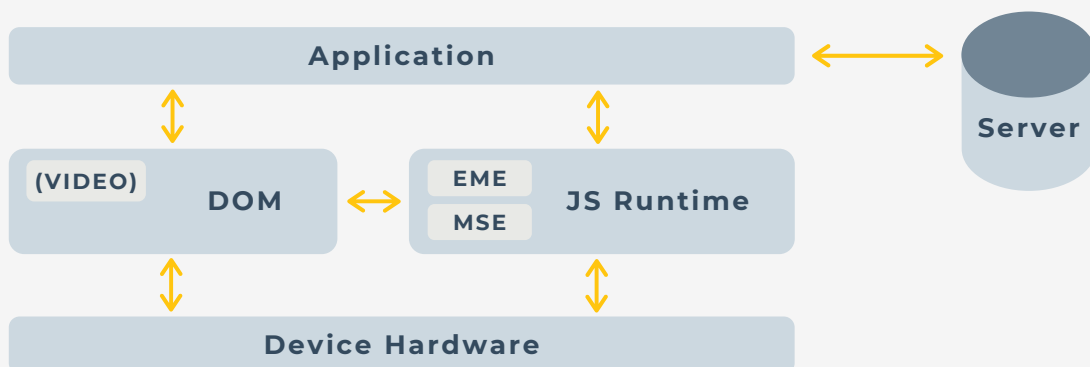 Application
Server
(VIDEO)
DOM
EME
MSE
JS Runtime
Device Hardware